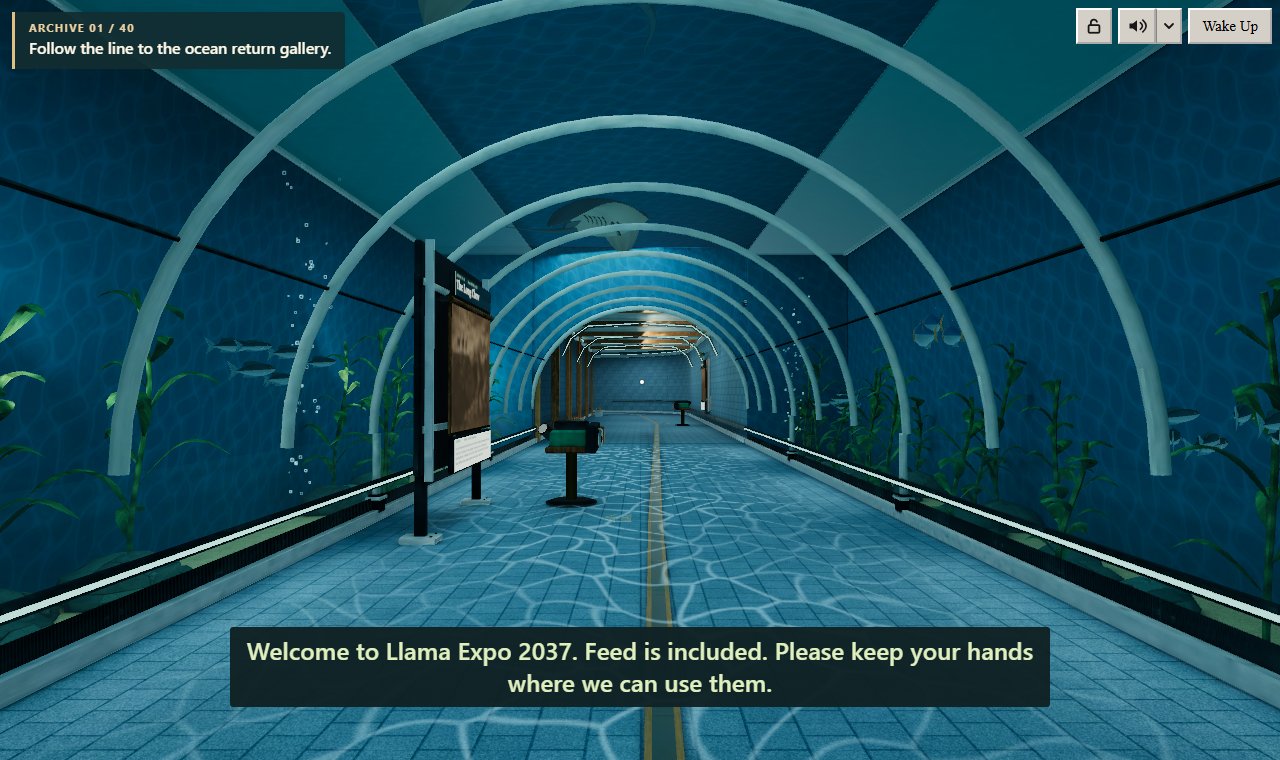 ARCHIVE 01 / 40
Follow the line to the ocean return gallery.
Wake Up
Welcome to Llama Expo 2037. Feed is included. Please keep your hands
where we can use them.